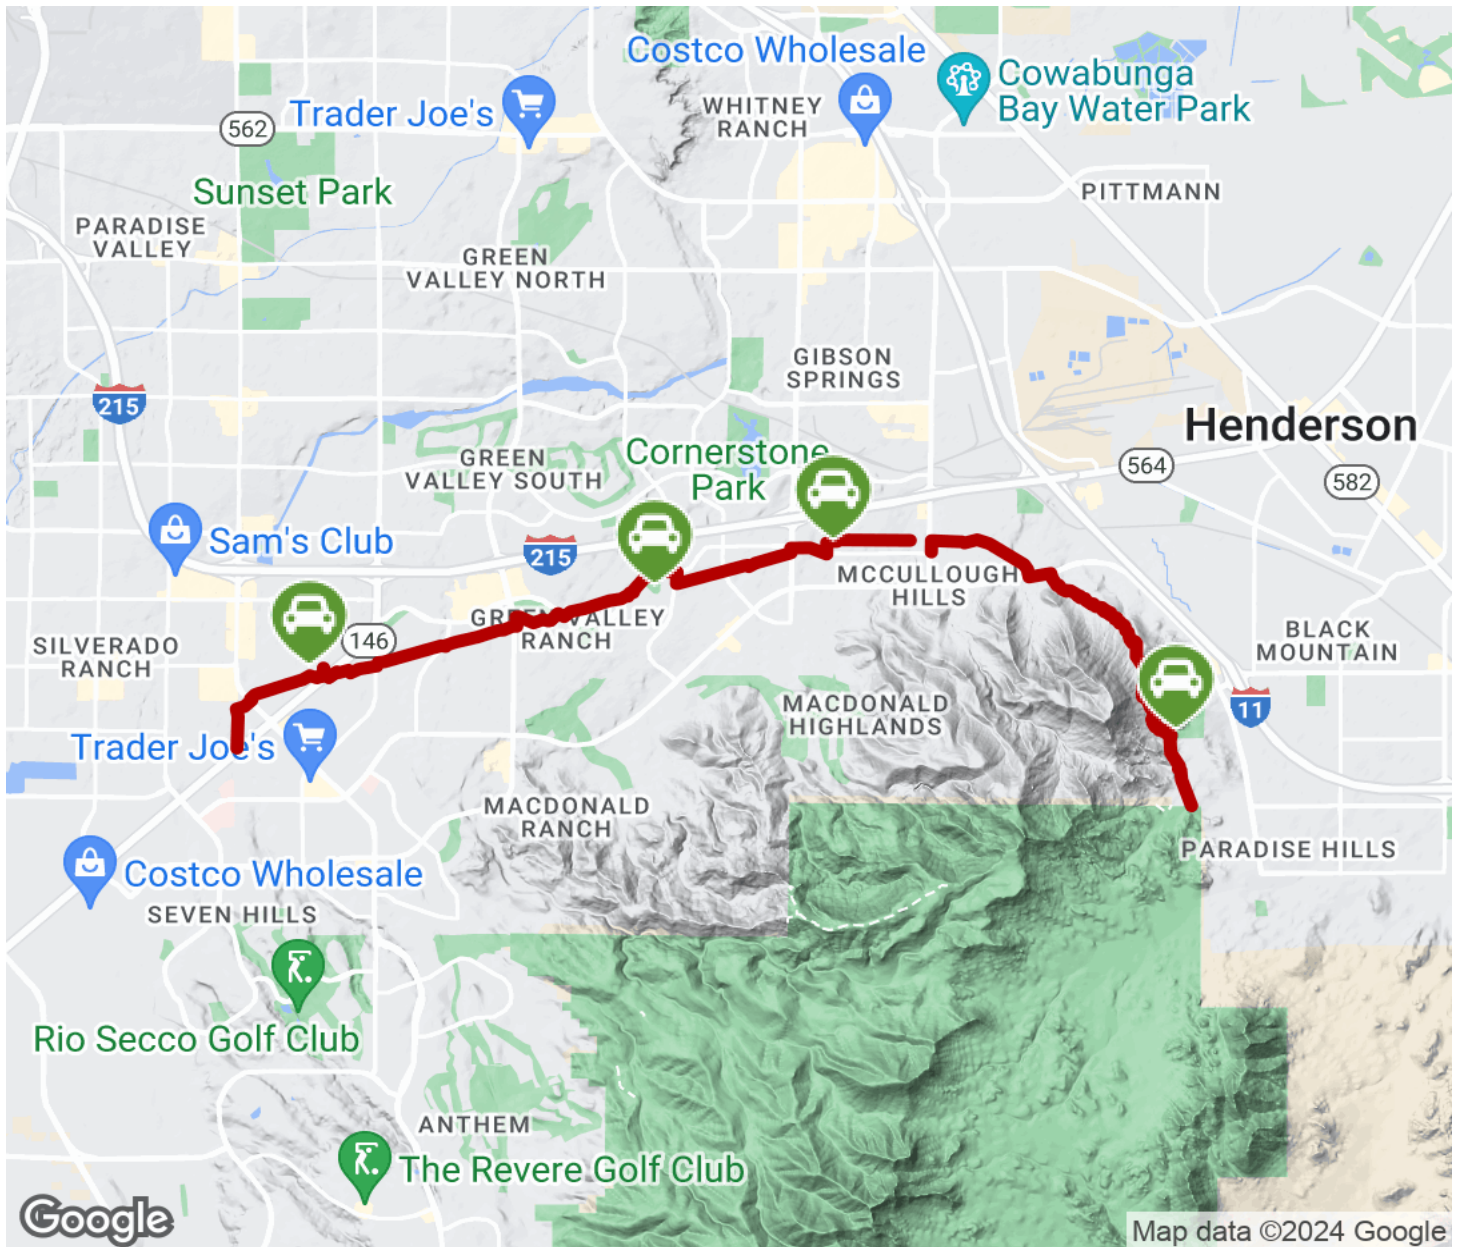 Costco Wholesale
Cowabunga
Bay Water Park
Trader Joe's
WHITNEY
RANCH
562
Sunset Park
PITTMANN
PARADISE
VALLEY
GREEN
VALLEY NORTH
GIBSON
SPRINGS
215
Henderson
Cornerstone
Park
GREEN
VALLEY SOUTH
564
582
Sam's Club
215
MCCULLOUGH
HILLS
GREEN VALLEY
RANCH
146
SILVERADO
RANCH
BLACK
MOUNTAIN
MACDONALD
HIGHLANDS
11
Trader Joe's
MACDONALD
RANCH
PARADISE HILLS
Costco Wholesale
SEVEN HILLS
Rio Secco Golf Club
ANTHEM
The Revere Golf Club
Google
Map data ©2024 Google